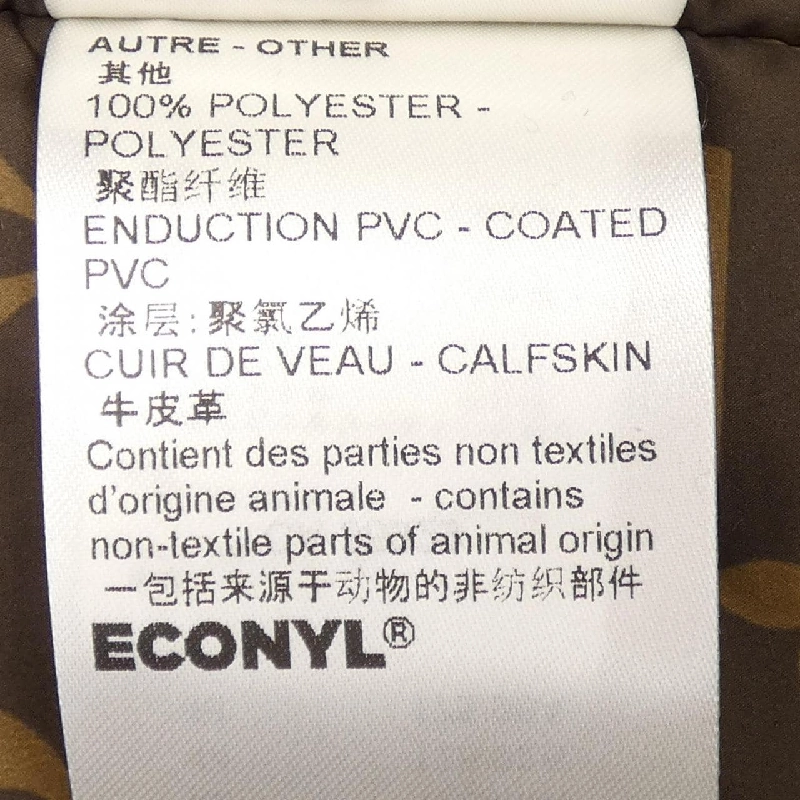 AUTRE - OTHER
其他
100% POLYESTER -
POLYESTER
聚酯纤维
ENDUCTION PVC - COATED
PVC
涂层:聚氯乙烯
CUIR DE VEAU - CALFSKIN
牛皮革
Contient des parties non textiles
d'origine animale - contains
non-textile parts of animal origin
一包括来源于动物的非纺织部件
ECONYL®